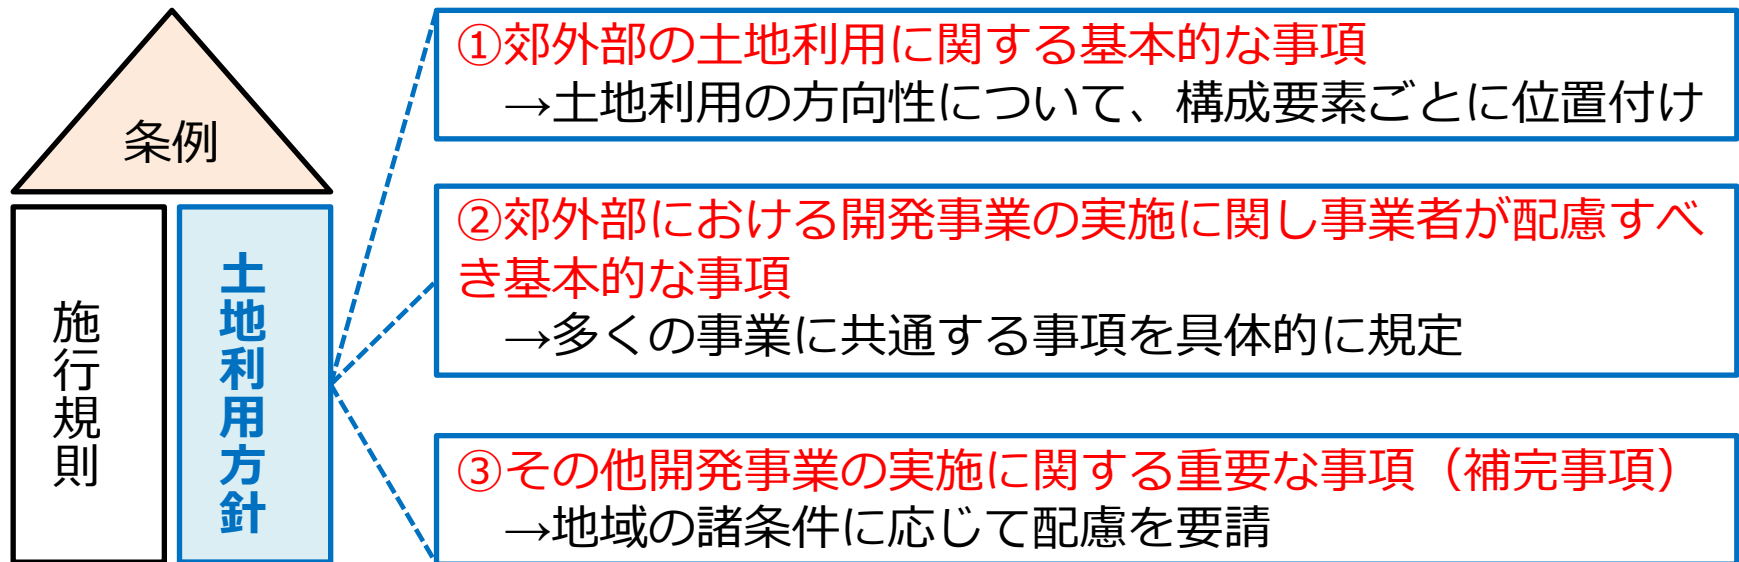 条例
施行規則
土地利用方針
①郊外部の土地利用に関する基本的な事項
→土地利用の方向性について、構成要素ごとに位置付け
②郊外部における開発事業の実施に関し事業者が配慮すべ
き基本的な事項
→多くの事業に共通する事項を具体的に規定
③その他開発事業の実施に関する重要な事項（補完事項）
→地域の諸条件に応じて配慮を要請